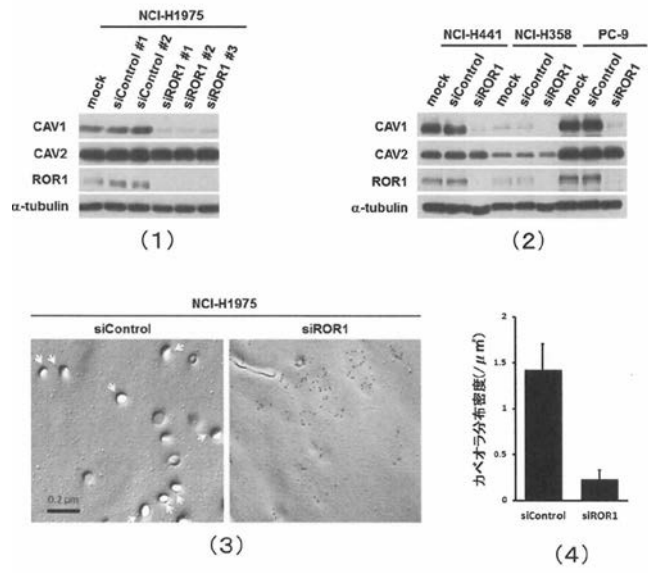 NCI-H1975
mock
siControl #1
siControl #2
siROR1 #1
siROR1 #2
siROR1 #3
CAV1
CAV2
ROR1
α-tubulin
(1)
NCI-H441 NCI-H358 PC-9
mock
siControl
siROR1
mock
siControl
siROR1
mock
siControl
siROR1
CAV1
CAV2
ROR1
α-tubulin
(2)
NCI-H1975
siControl siROR1
0.2 μm
(3)
カベオラ分布密度(/μ㎡)
2
1.5
1
0.5
0
siControl siROR1
(4)